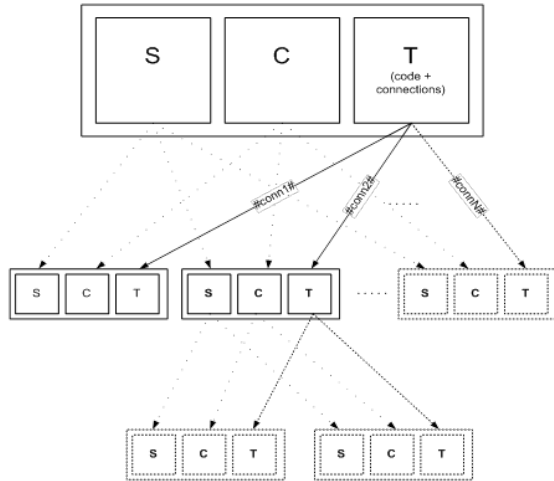 S C T
(code +
connections)
#conn1# #conn2# #connN#
S C T S C T S C T
S C T S C T